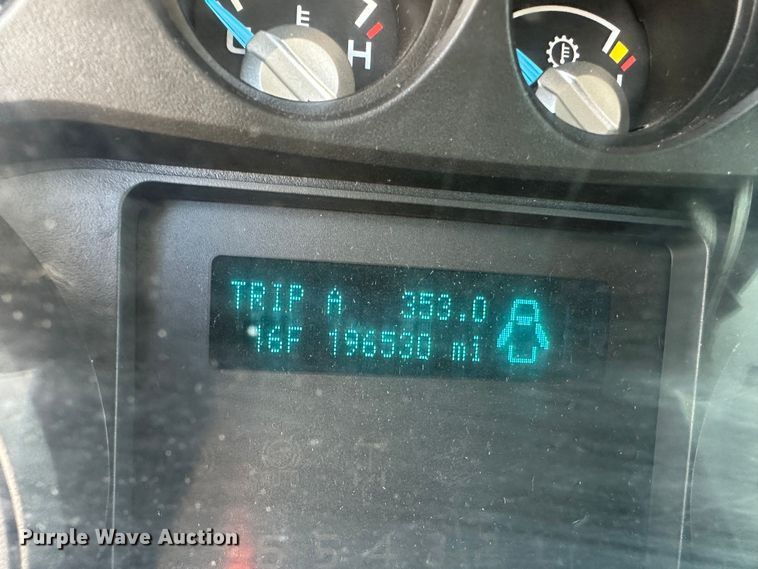 C H
TRIP A 353.0
16F 196530 mi
Purple Wave Auction